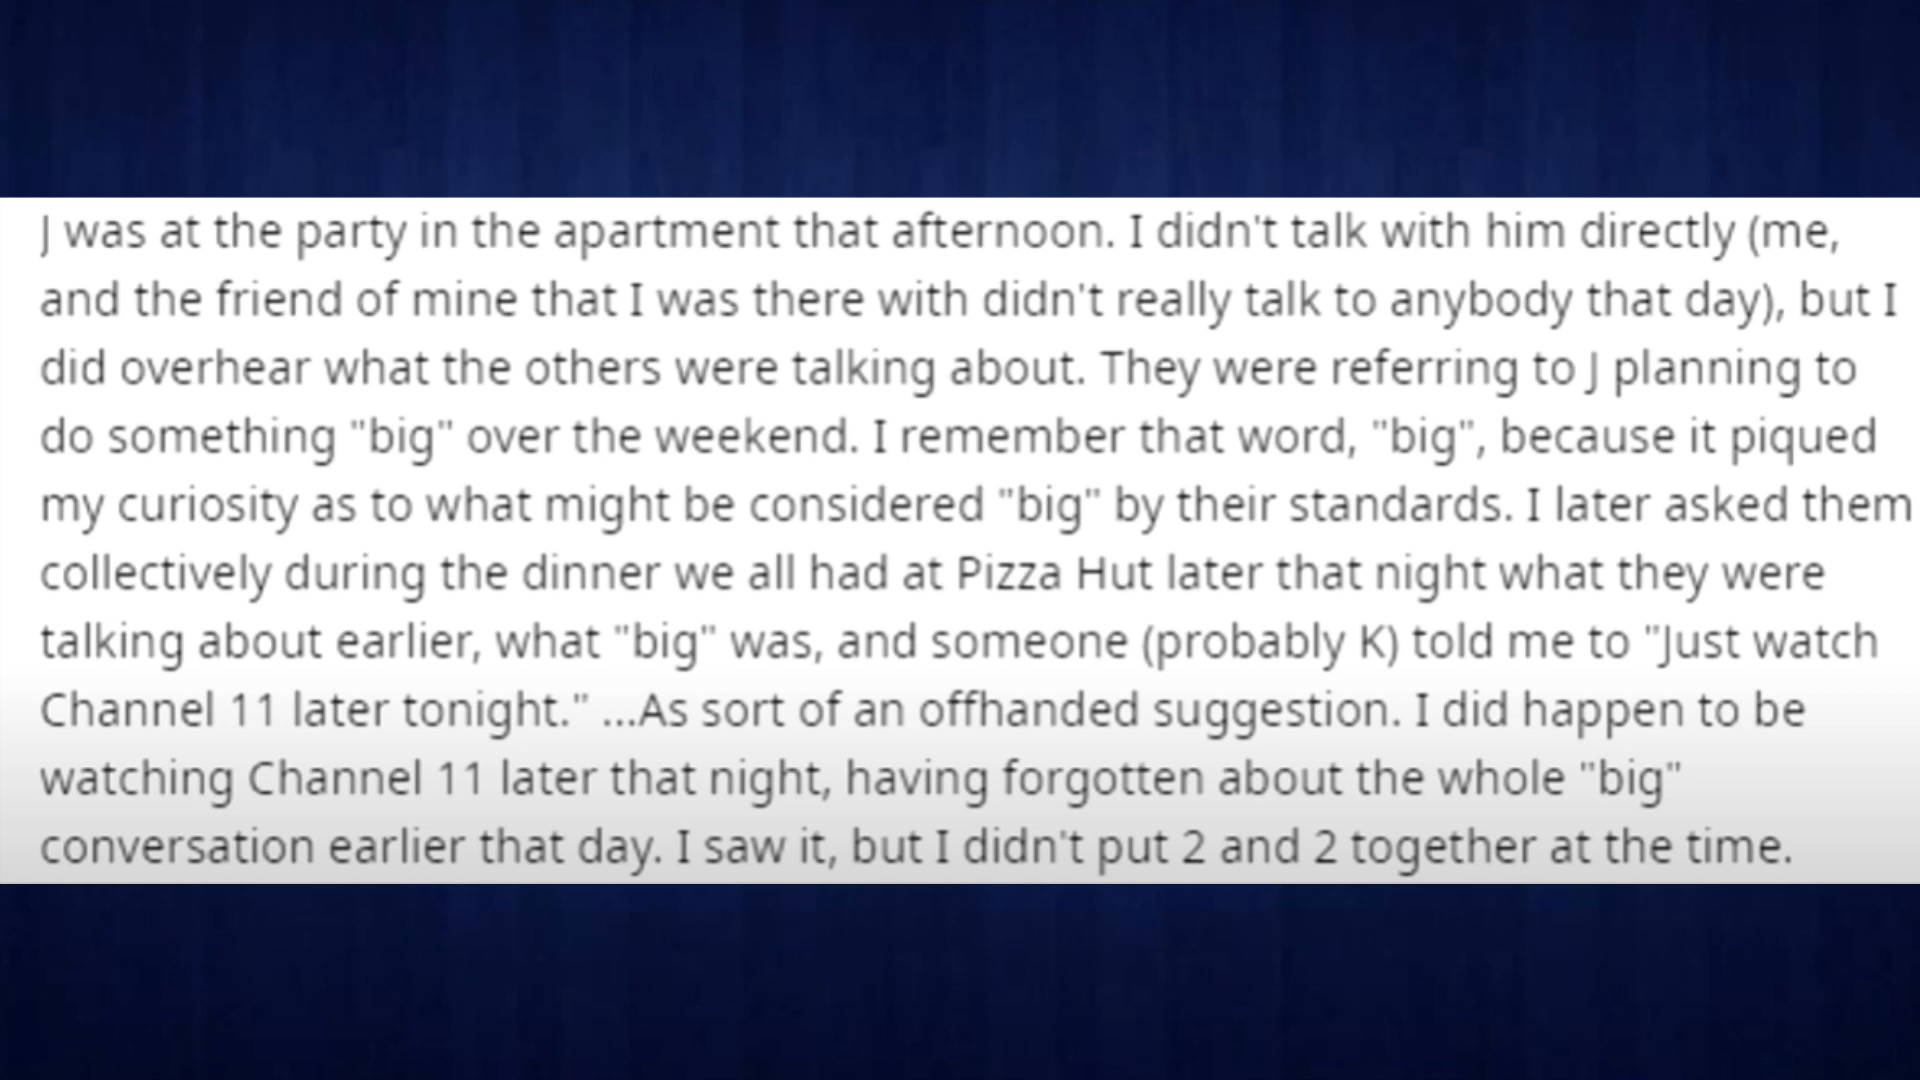 J was at the party in the apartment that afternoon. I didn't talk with him directly (me,
and the friend of mine that I was there with didn't really talk to anybody that day), but I
did overhear what the others were talking about. They were referring to J planning to
do something "big" over the weekend. I remember that word, "big", because it piqued
my curiosity as to what might be considered "big" by their standards. I later asked them
collectively during the dinner we all had at Pizza Hut later that night what they were
talking about earlier, what "big" was, and someone (probably K) told me to "Just watch
Channel 11 later tonight." ...As sort of an offhanded suggestion. I did happen to be
watching Channel 11 later that night, having forgotten about the whole "big"
conversation earlier that day. I saw it, but I didn't put 2 and 2 together at the time.